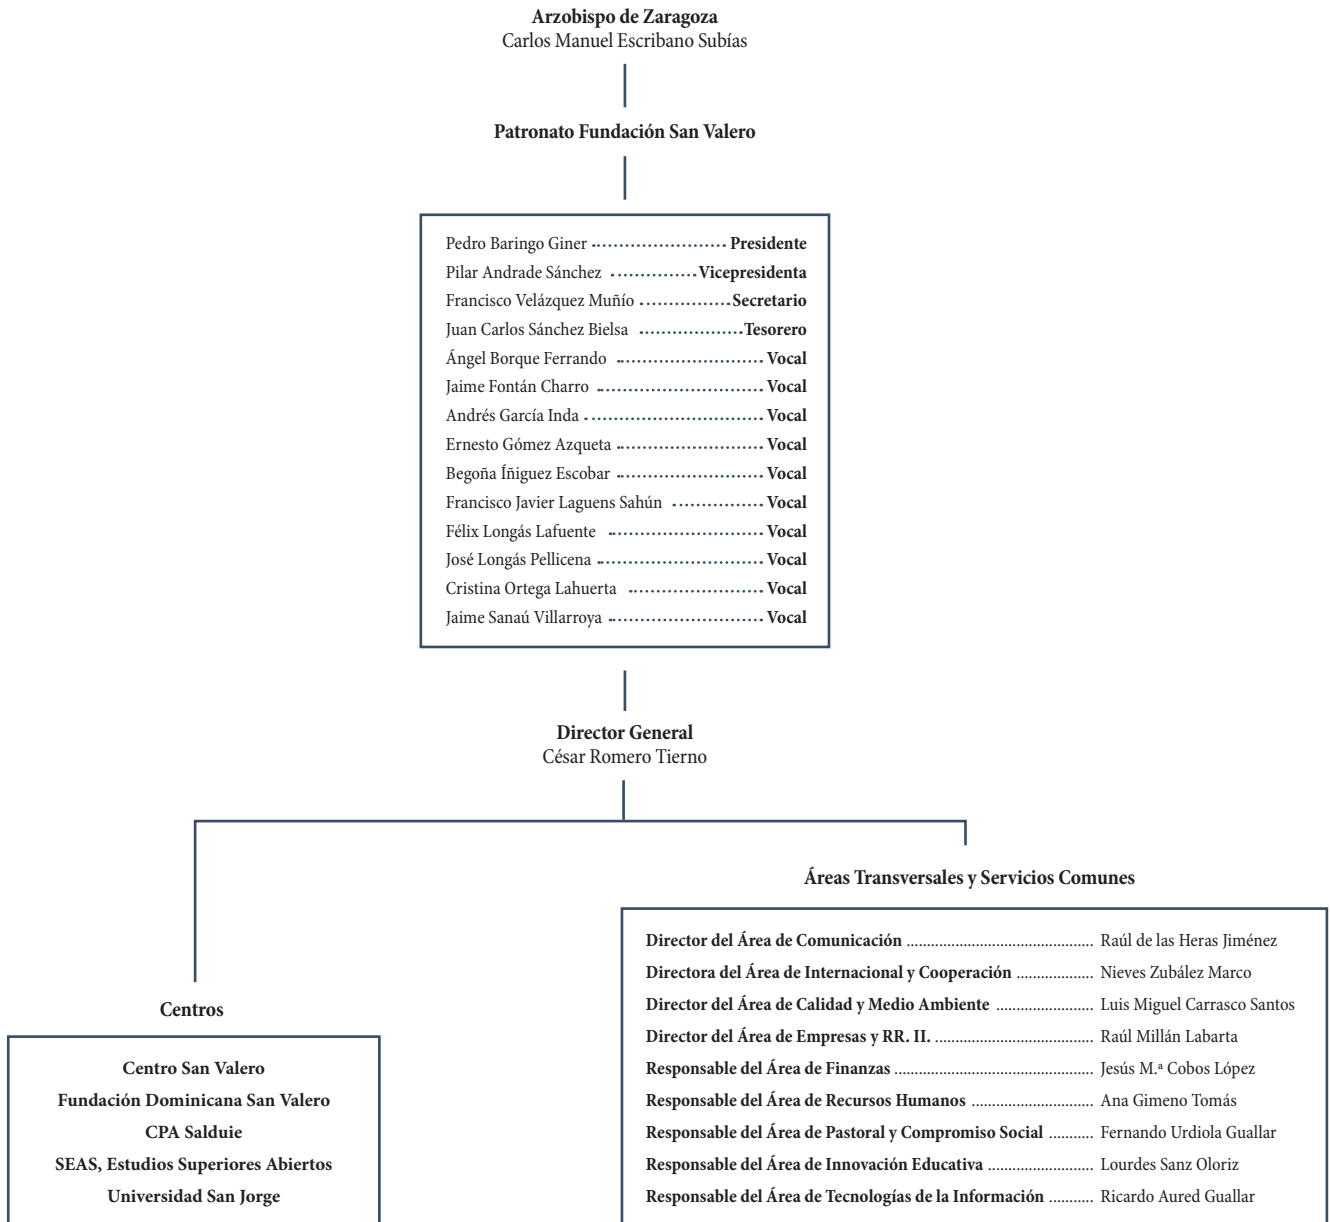 Arzobispo de Zaragoza
Carlos Manuel Escribano Subías
Patronato Fundación San Valero
Pedro Baringo Giner ........................ Presidente
Pilar Andrade Sánchez ............... Vicepresidenta
Francisco Velázquez Muñío ................ Secretario
Juan Carlos Sánchez Bielsa .................. Tesorero
Ángel Borque Ferrando .......................... Vocal
Jaime Fontán Charro .............................. Vocal
Andrés García Inda ................................ Vocal
Ernesto Gómez Azqueta .......................... Vocal
Begoña Íñiguez Escobar .......................... Vocal
Francisco Javier Laguens Sahún ................ Vocal
Félix Longás Lafuente ............................ Vocal
José Longás Pellicena .............................. Vocal
Cristina Ortega Lahuerta ........................ Vocal
Jaime Sanaú Villarroya ............................ Vocal
Director General
César Romero Tierno
Áreas Transversales y Servicios Comunes
Director del Área de Comunicación .............................................. Raúl de las Heras Jiménez
Directora del Área de Internacional y Cooperación ................... Nieves Zubález Marco
Director del Área de Calidad y Medio Ambiente ........................ Luis Miguel Carrasco Santos
Director del Área de Empresas y RR. II. ....................................... Raúl Millán Labarta
Responsable del Área de Finanzas ................................................. Jesús M.ª Cobos López
Responsable del Área de Recursos Humanos .............................. Ana Gimeno Tomás
Responsable del Área de Pastoral y Compromiso Social ........... Fernando Urdiola Guallar
Responsable del Área de Innovación Educativa .......................... Lourdes Sanz Oloriz
Responsable del Área de Tecnologías de la Información ........... Ricardo Aured Guallar
Centros
Centro San Valero
Fundación Dominicana San Valero
CPA Salduie
SEAS, Estudios Superiores Abiertos
Universidad San Jorge